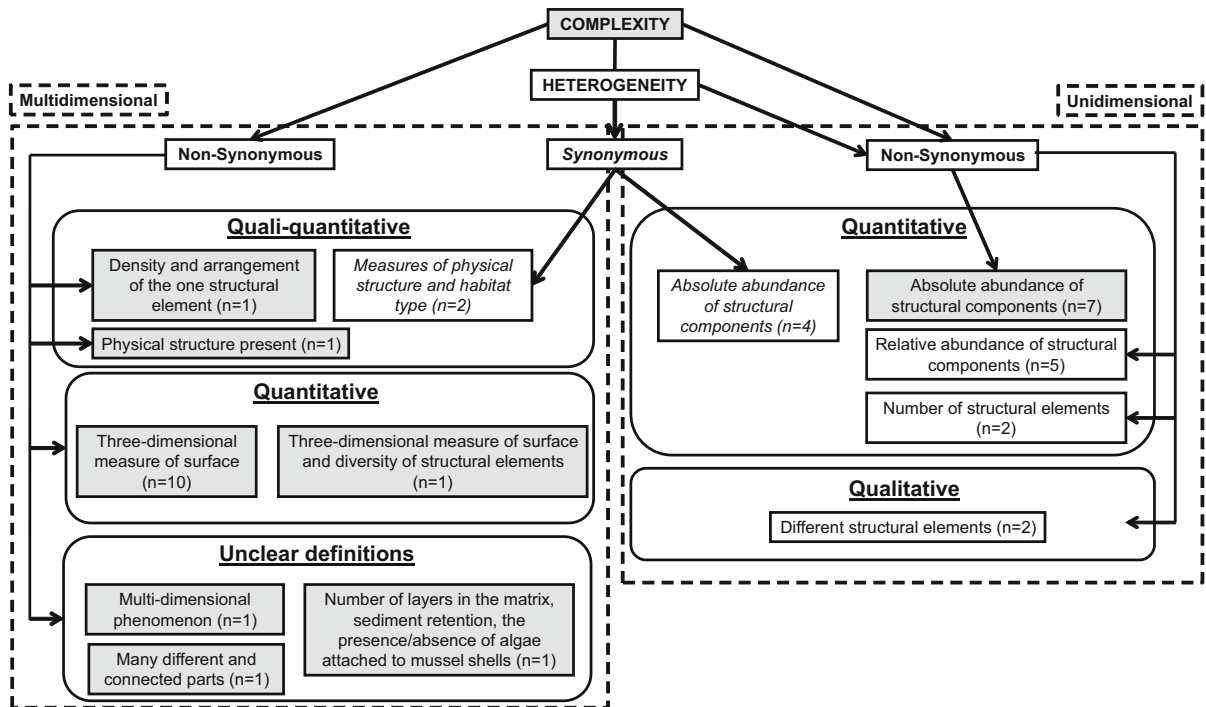 COMPLEXITY
HETEROGENEITY
Multidimensional
Unidimensional
Non-Synonymous
Synonymous
Non-Synonymous
Quali-quantitative
Density and arrangement
of the one structural
element (n=1)
Measures of physical
structure and habitat
type (n=2)
Physical structure present (n=1)
Quantitative
Three-dimensional
measure of surface
(n=10)
Three-dimensional measure of surface
and diversity of structural elements
(n=1)
Unclear definitions
Multi-dimensional
phenomenon (n=1)
Many different and
connected parts (n=1)
Number of layers in the matrix,
sediment retention, the
presence/absence of algae
attached to mussel shells (n=1)
Quantitative
Absolute abundance
of structural
components (n=4)
Absolute abundance of
structural components (n=7)
Relative abundance of structural
components (n=5)
Number of structural elements
(n=2)
Qualitative
Different structural elements (n=2)